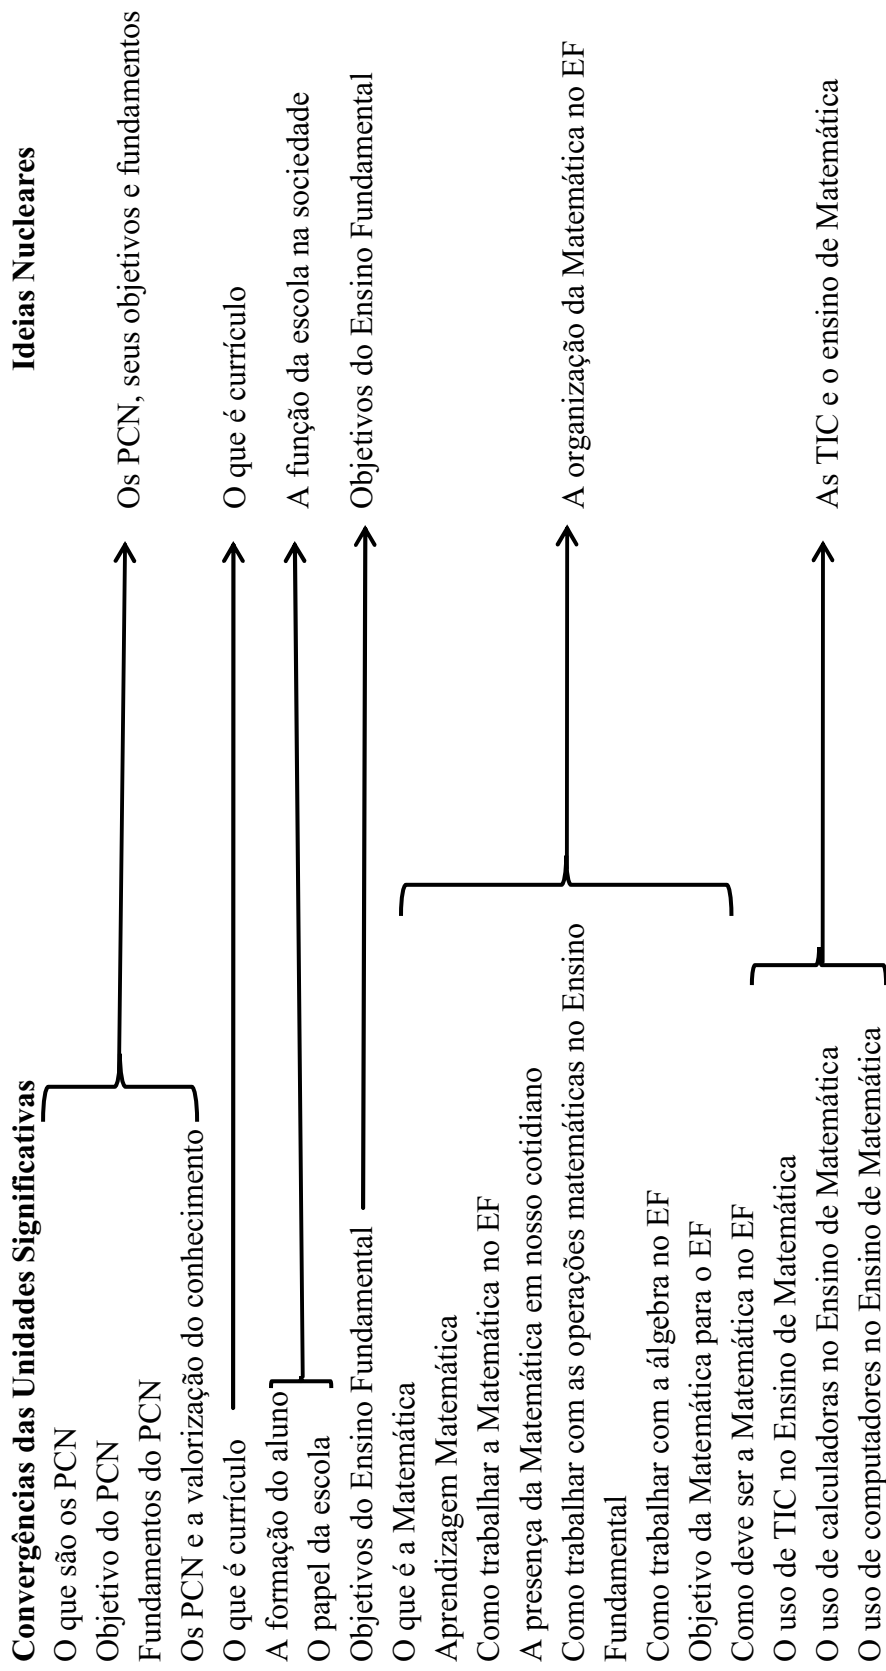 Convergências das Unidades Significativas
Ideias Nucleares
O que são os PCN
Objetivo do PCN
Fundamentos do PCN
Os PCN e a valorização do conhecimento
Os PCN, seus objetivos e fundamentos
O que é currículo
O que é currículo
A formação do aluno
O papel da escola
A função da escola na sociedade
Objetivos do Ensino Fundamental
Objetivos do Ensino Fundamental
O que é a Matemática
Aprendizagem Matemática
Como trabalhar a Matemática no EF
A presença da Matemática em nosso cotidiano
Como trabalhar com as operações matemáticas no Ensino
Fundamental
Como trabalhar com a álgebra no EF
Objetivo da Matemática para o EF
Como deve ser a Matemática no EF
A organização da Matemática no EF
O uso de TIC no Ensino de Matemática
O uso de calculadoras no Ensino de Matemática
O uso de computadores no Ensino de Matemática
As TIC e o ensino de Matemática